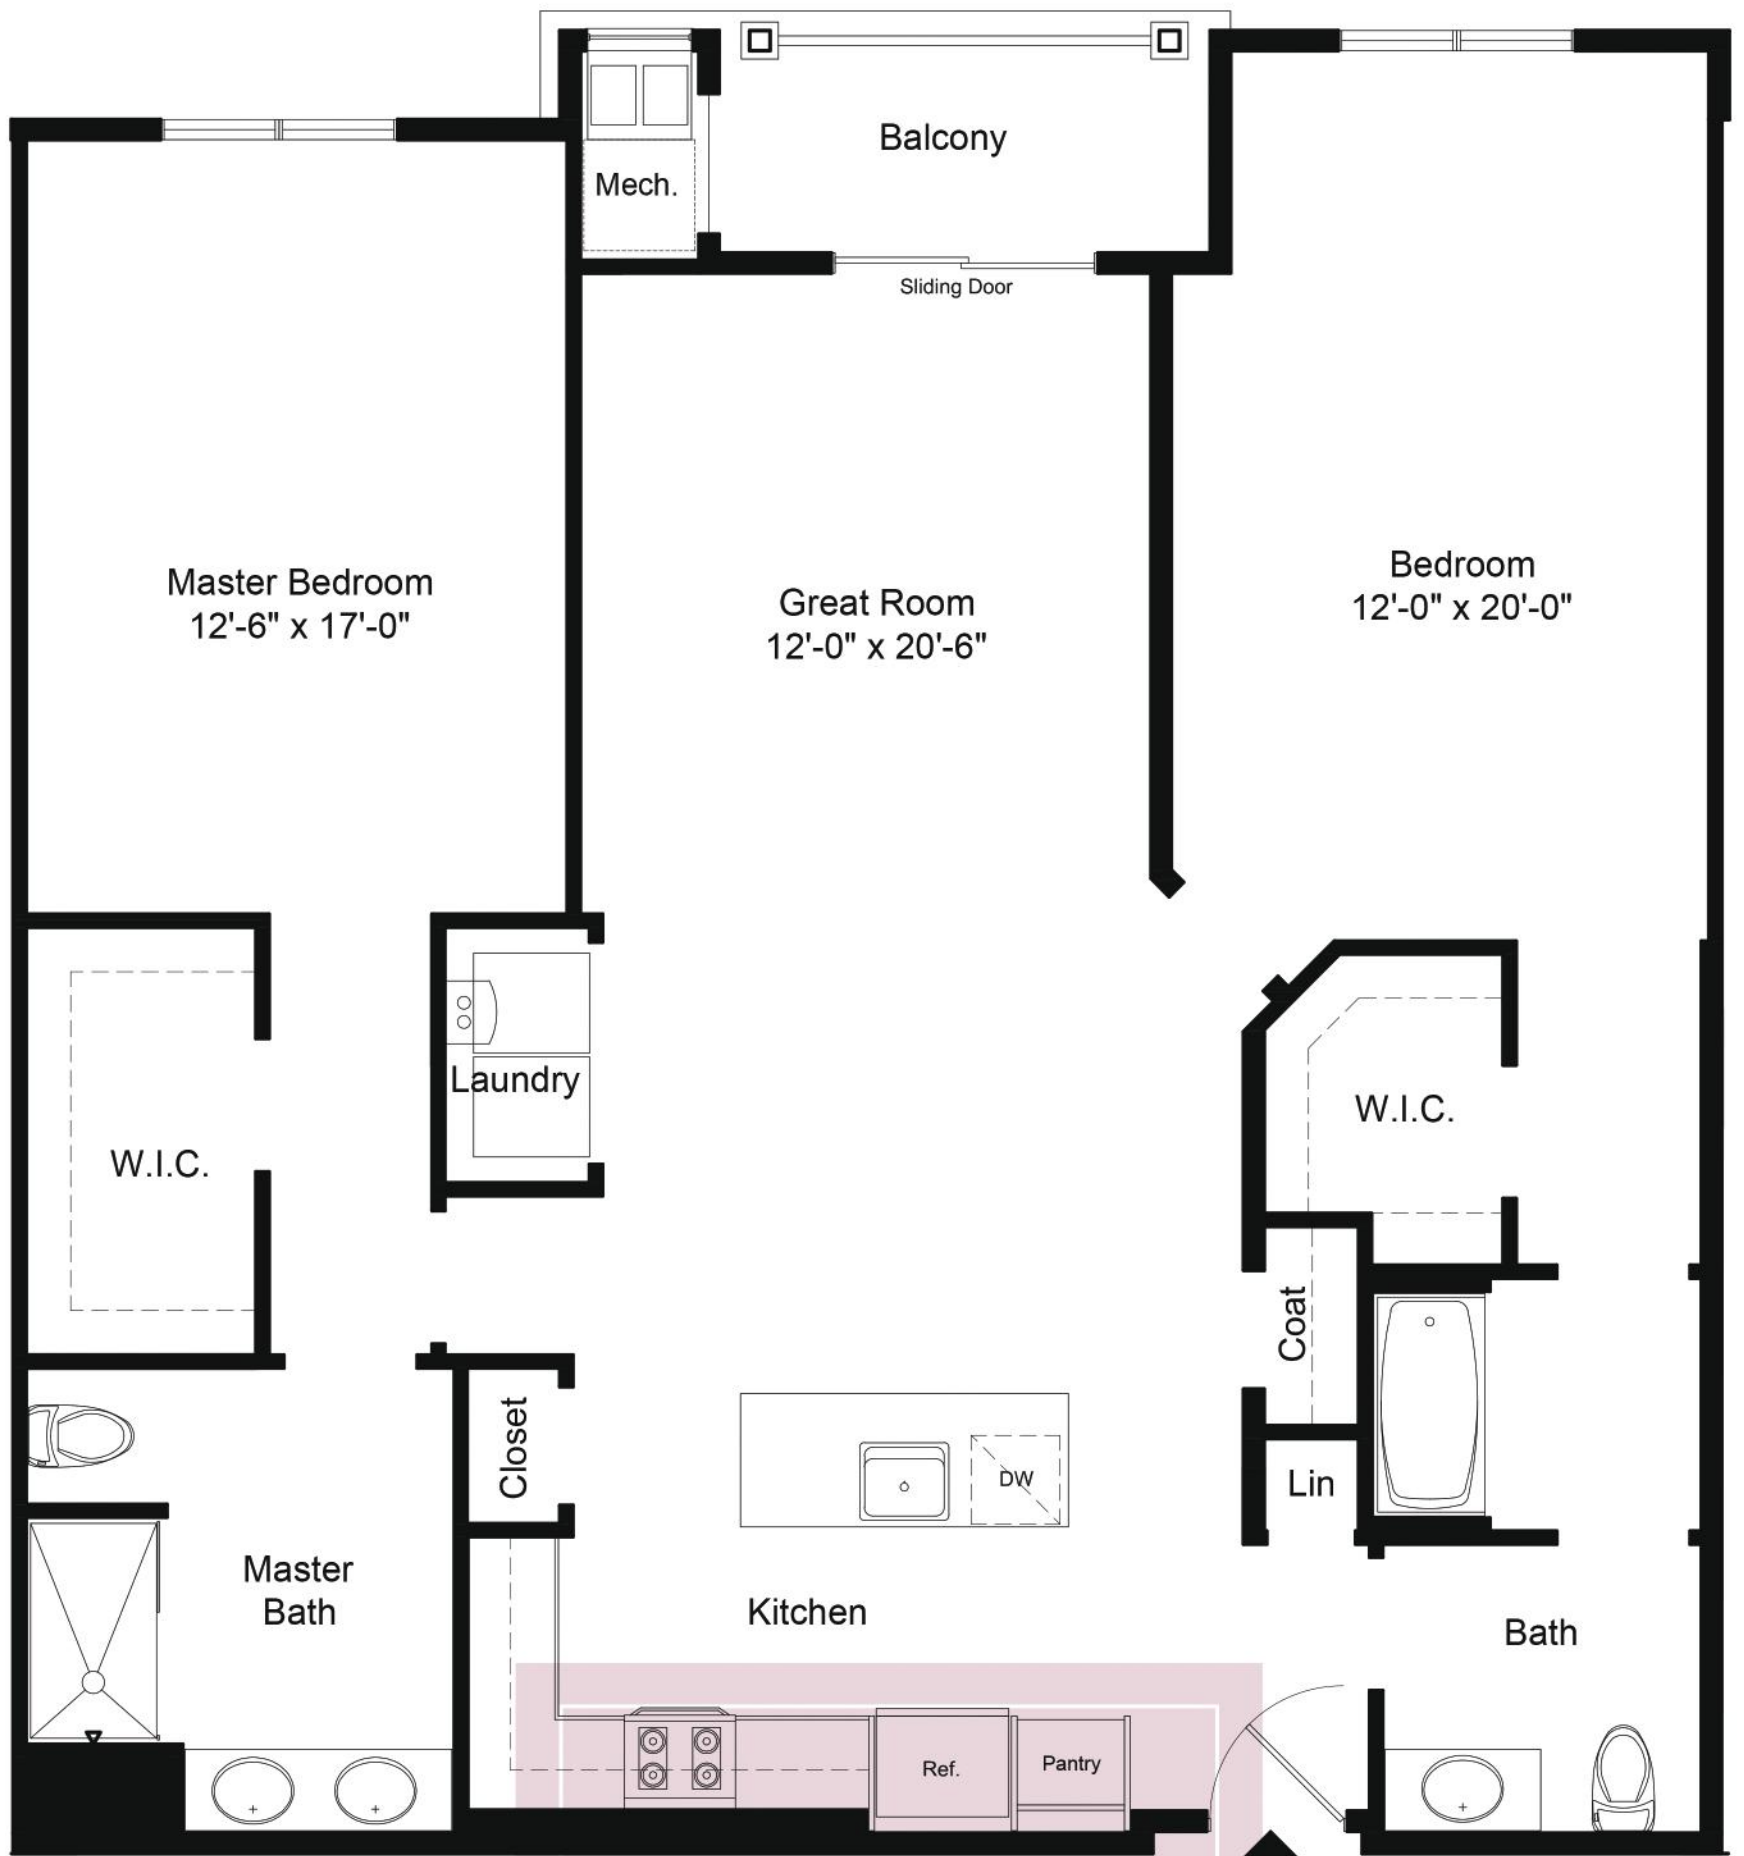 Balcony
Mech.
Sliding Door
Master Bedroom
12'-6" x 17'-0"
Great Room
12'-0" x 20'-6"
Bedroom
12'-0" x 20'-0"
Laundry
W.I.C.
W.I.C.
Coat
Closet
DW
Lin
Master
Bath
Kitchen
Bath
Ref.
Pantry